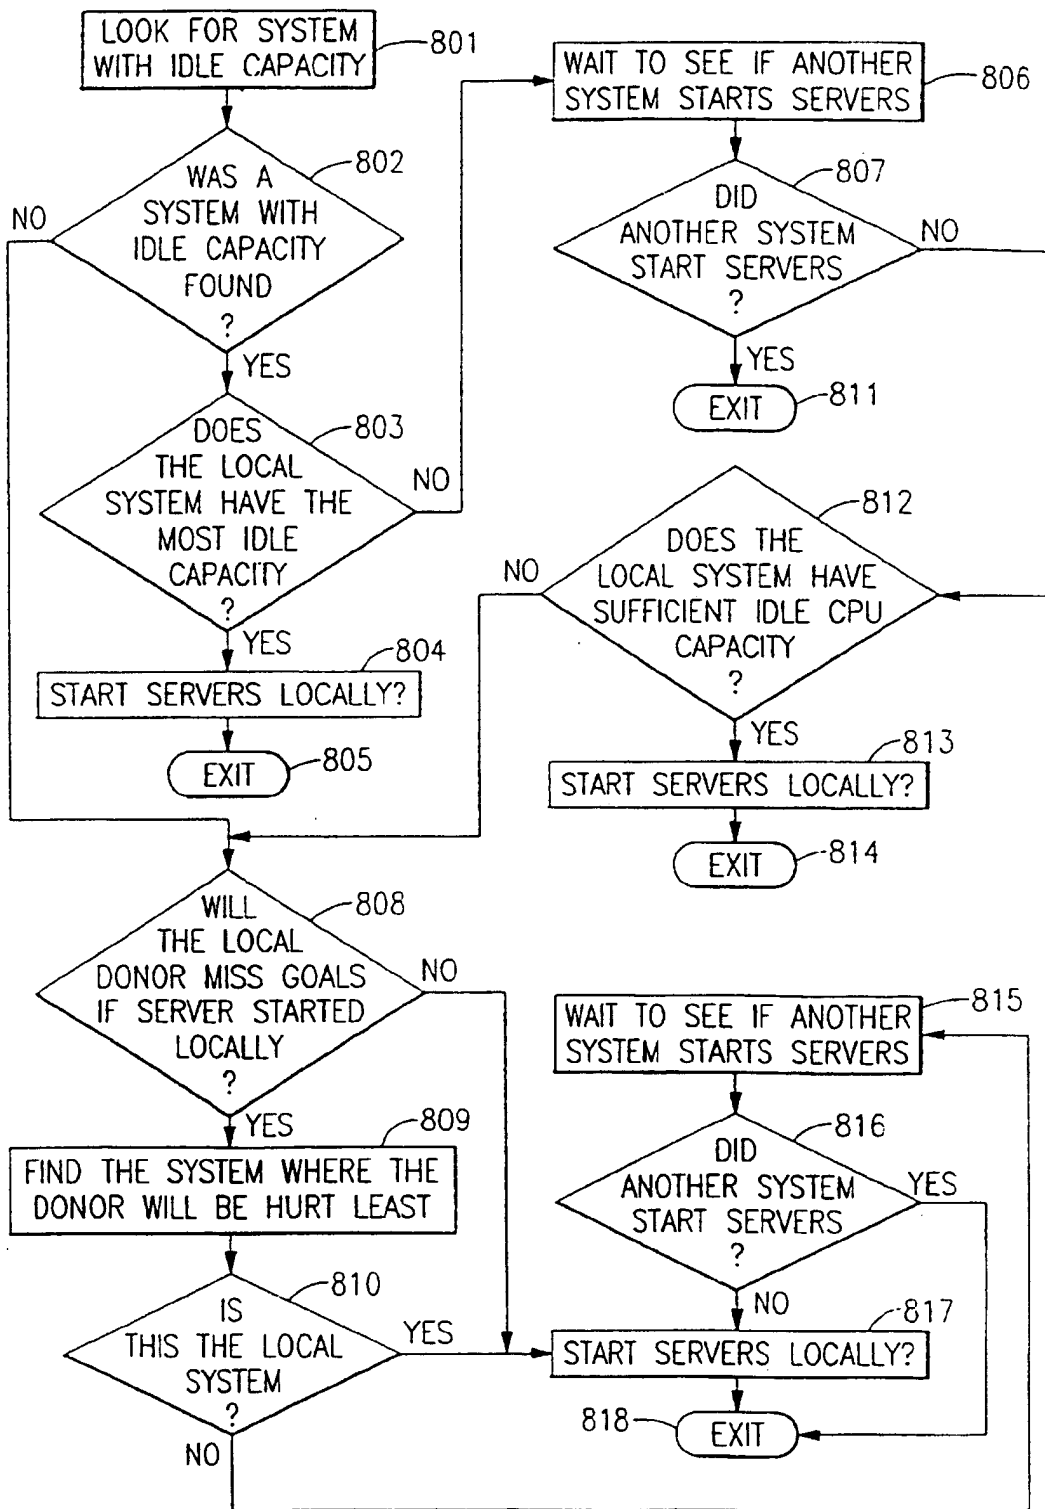 LOOK FOR SYSTEM
WITH IDLE CAPACITY
801
WAS A
SYSTEM WITH
IDLE CAPACITY
FOUND
?
802
NO
YES
DOES
THE LOCAL
SYSTEM HAVE THE
MOST IDLE
CAPACITY
?
803
NO
YES
START SERVERS LOCALLY?
804
EXIT
805
WAIT TO SEE IF ANOTHER
SYSTEM STARTS SERVERS
806
DID
ANOTHER SYSTEM
START SERVERS
?
807
NO
YES
EXIT
811
DOES THE
LOCAL SYSTEM HAVE
SUFFICIENT IDLE CPU
CAPACITY
?
812
NO
YES
START SERVERS LOCALLY?
813
EXIT
814
WILL
THE LOCAL
DONOR MISS GOALS
IF SERVER STARTED
LOCALLY
?
808
NO
YES
FIND THE SYSTEM WHERE THE
DONOR WILL BE HURT LEAST
809
IS
THIS THE LOCAL
SYSTEM
?
810
YES
NO
WAIT TO SEE IF ANOTHER
SYSTEM STARTS SERVERS
815
DID
ANOTHER SYSTEM
START SERVERS
?
816
YES
NO
START SERVERS LOCALLY?
817
EXIT
818